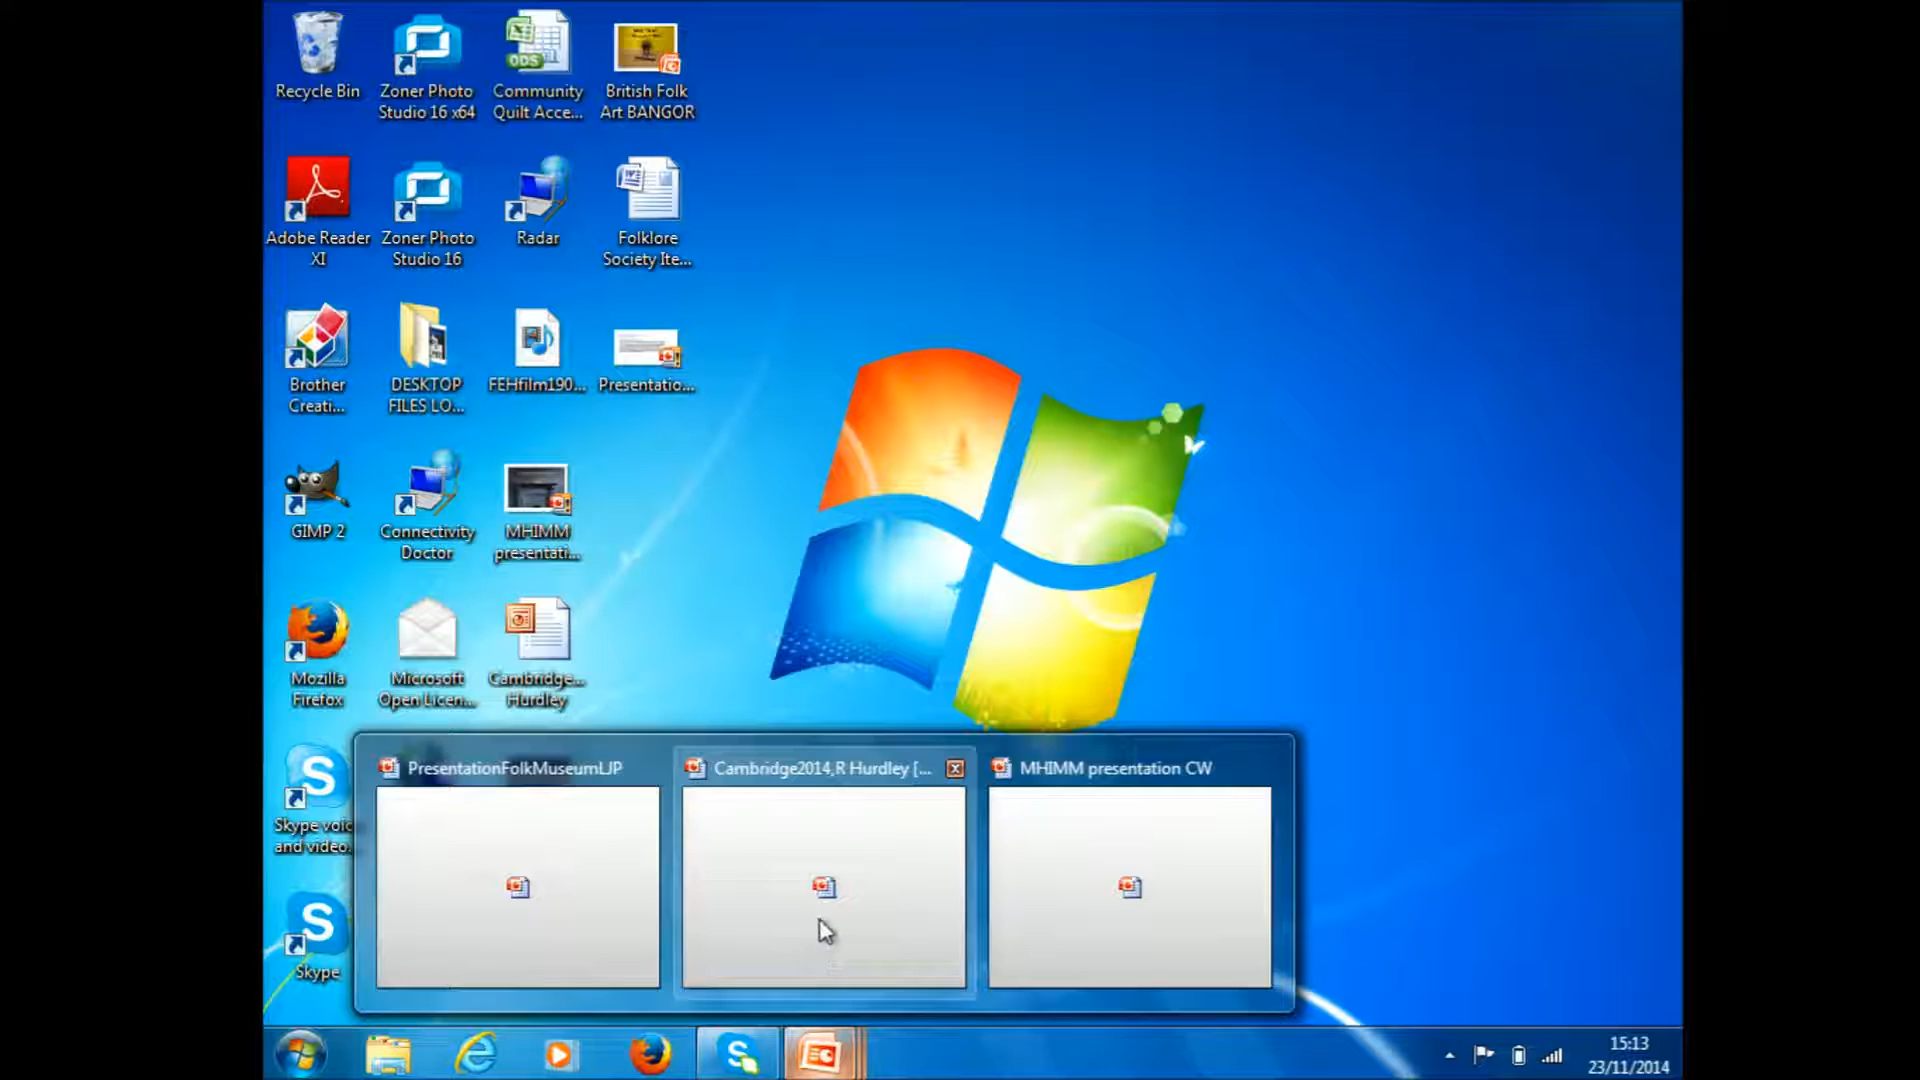 Recycle Bin
Zoner Photo
Studio 16 x64
ODS
Community
Quilt Acce...
British Folk
Art BANGOR
Adobe Reader
XI
Zoner Photo
Studio 16
Radar
Folklore
Society Ite...
Brother
Creati...
DESKTOP
FILES LO...
FEHfilm190...
Presentatio...
GIMP 2
Connectivity
Doctor
MHIMM
presentati...
Mozilla
Firefox
Microsoft
Open Licen...
Cambridge...
Hurdley
Skype voic
and video.
Skype
PresentationFolkMuseumLJP
Cambridge2014,R Hurdley [...
MHIMM presentation CW
15:13
23/11/2014